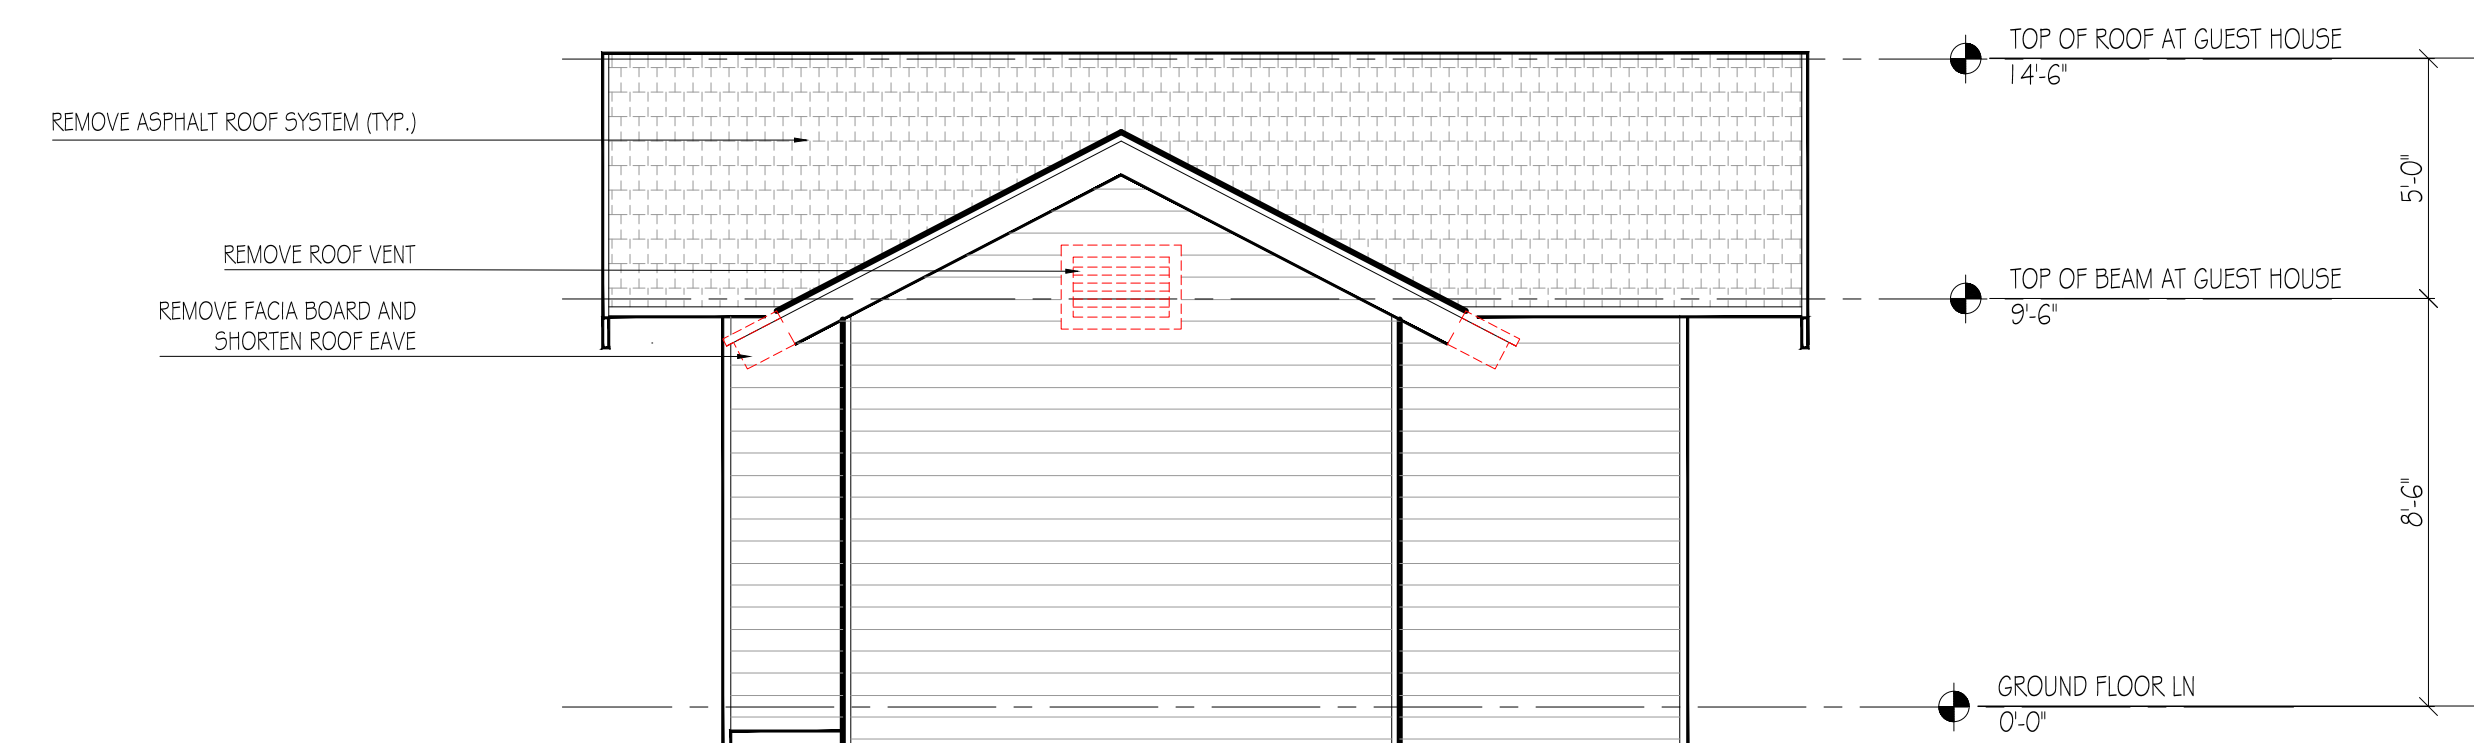 TOP OF ROOF AT GUEST HOUSE
14'-6"
REMOVE ASPHALT ROOF SYSTEM (TYP.)
5'-0"
REMOVE ROOF VENT
TOP OF BEAM AT GUEST HOUSE
9'-6"
REMOVE FACIA BOARD AND
SHORTEN ROOF EAVE
8'-6"
GROUND FLOOR LN
0'-0"